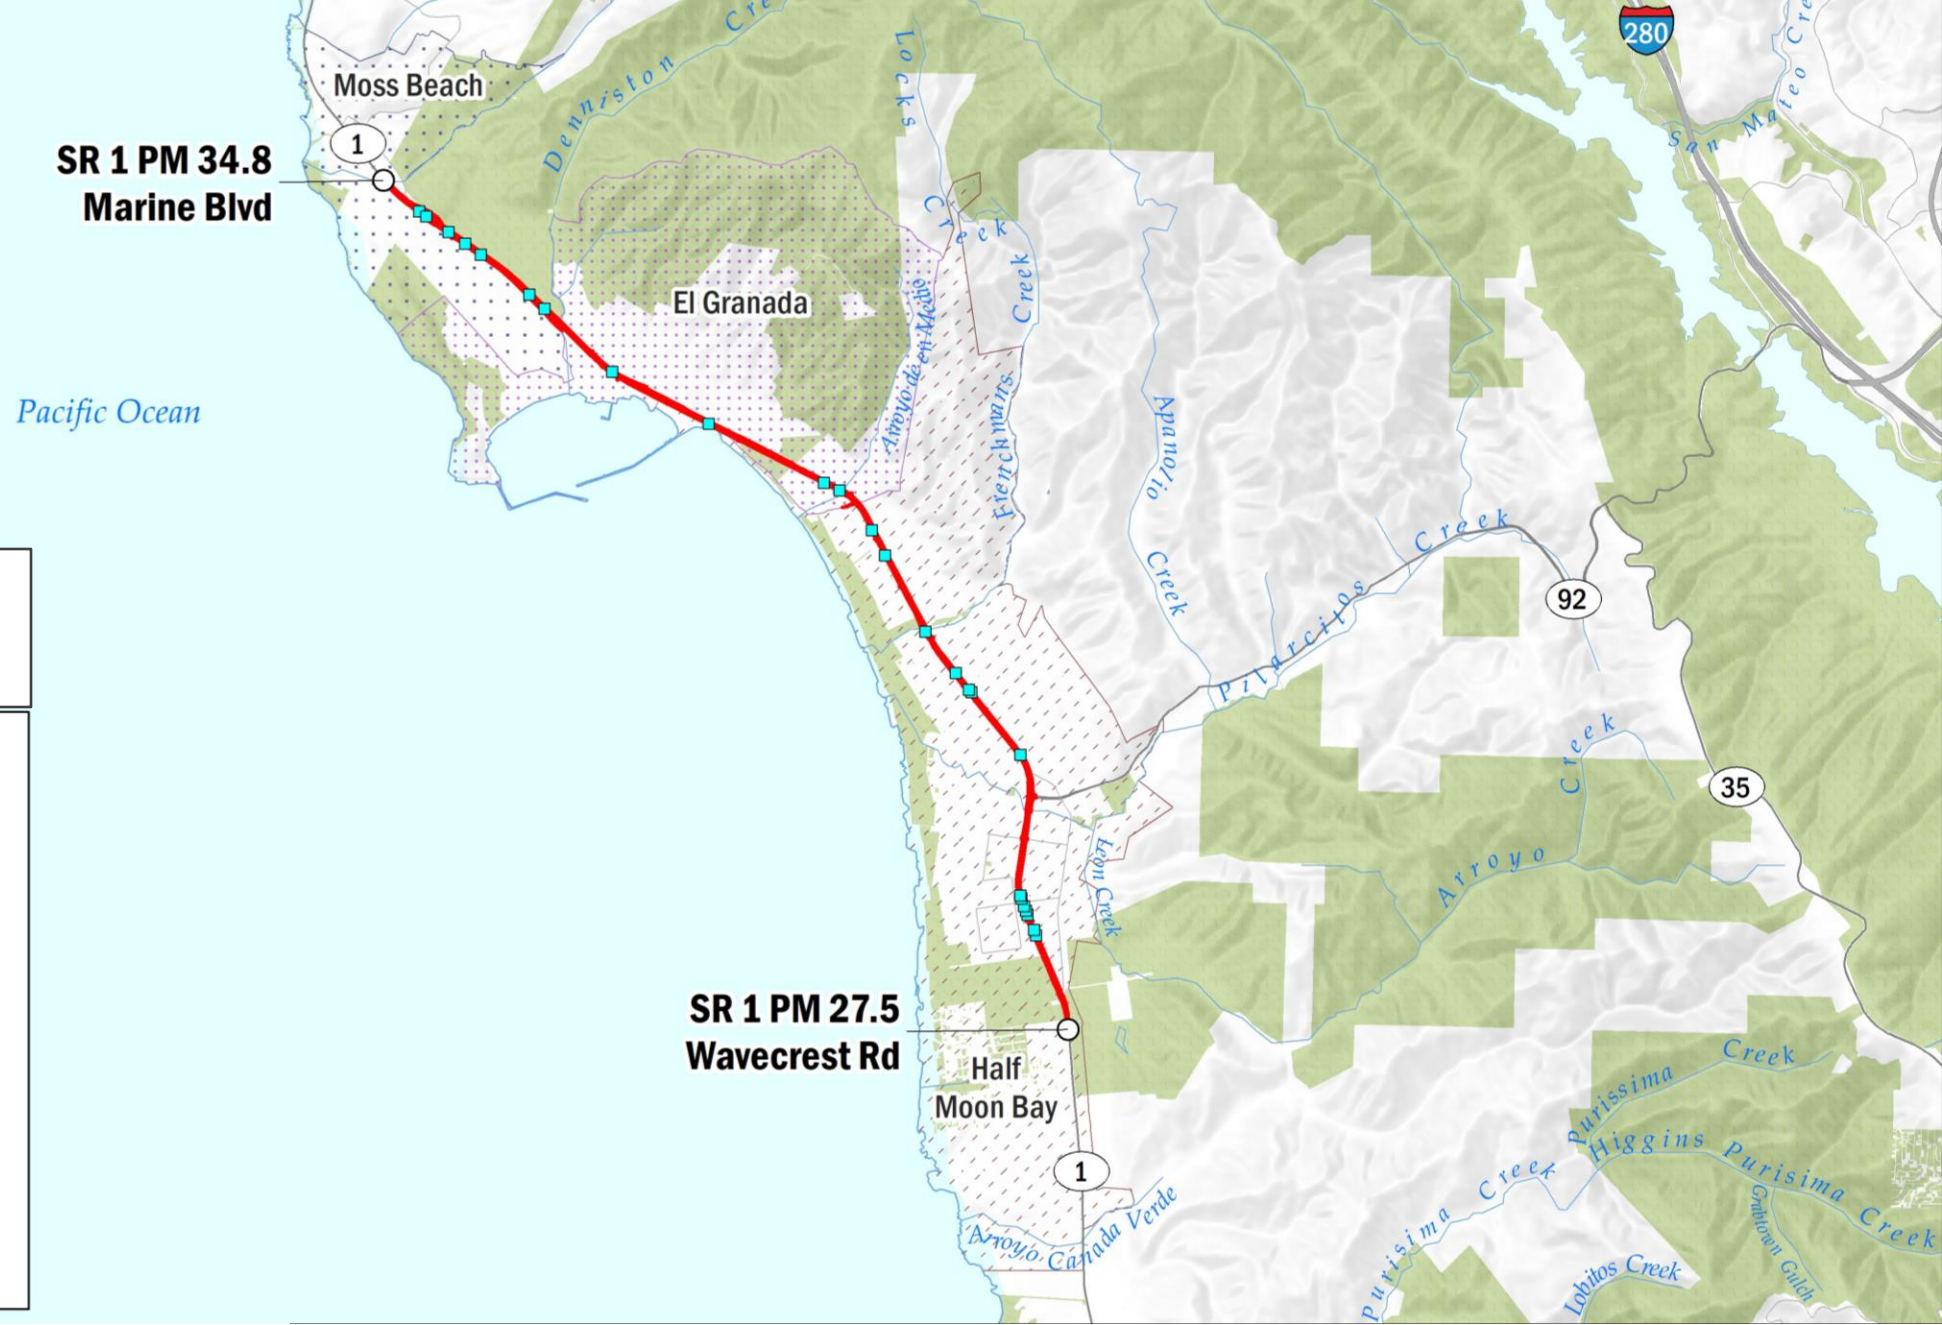 Denniston Cre
Locks
Creek
280
San Mateo Cre
Moss Beach
1
SR 1 PM 34.8
Marine Blvd
El Granada
Arroyo de en Medio
Frenchmans Creek
Apanolio Creek
Pacific Ocean
Pilarcitos Creek
92
35
Arroyo
Creek
Leon Creek
SR 1 PM 27.5
Wavecrest Rd
Half
Moon Bay
1
Purissima Creek
Higgins Purisima Creek
Purisima Creek
Grabtown Gulch
Lobitos Creek
Arroyo Canada Verde